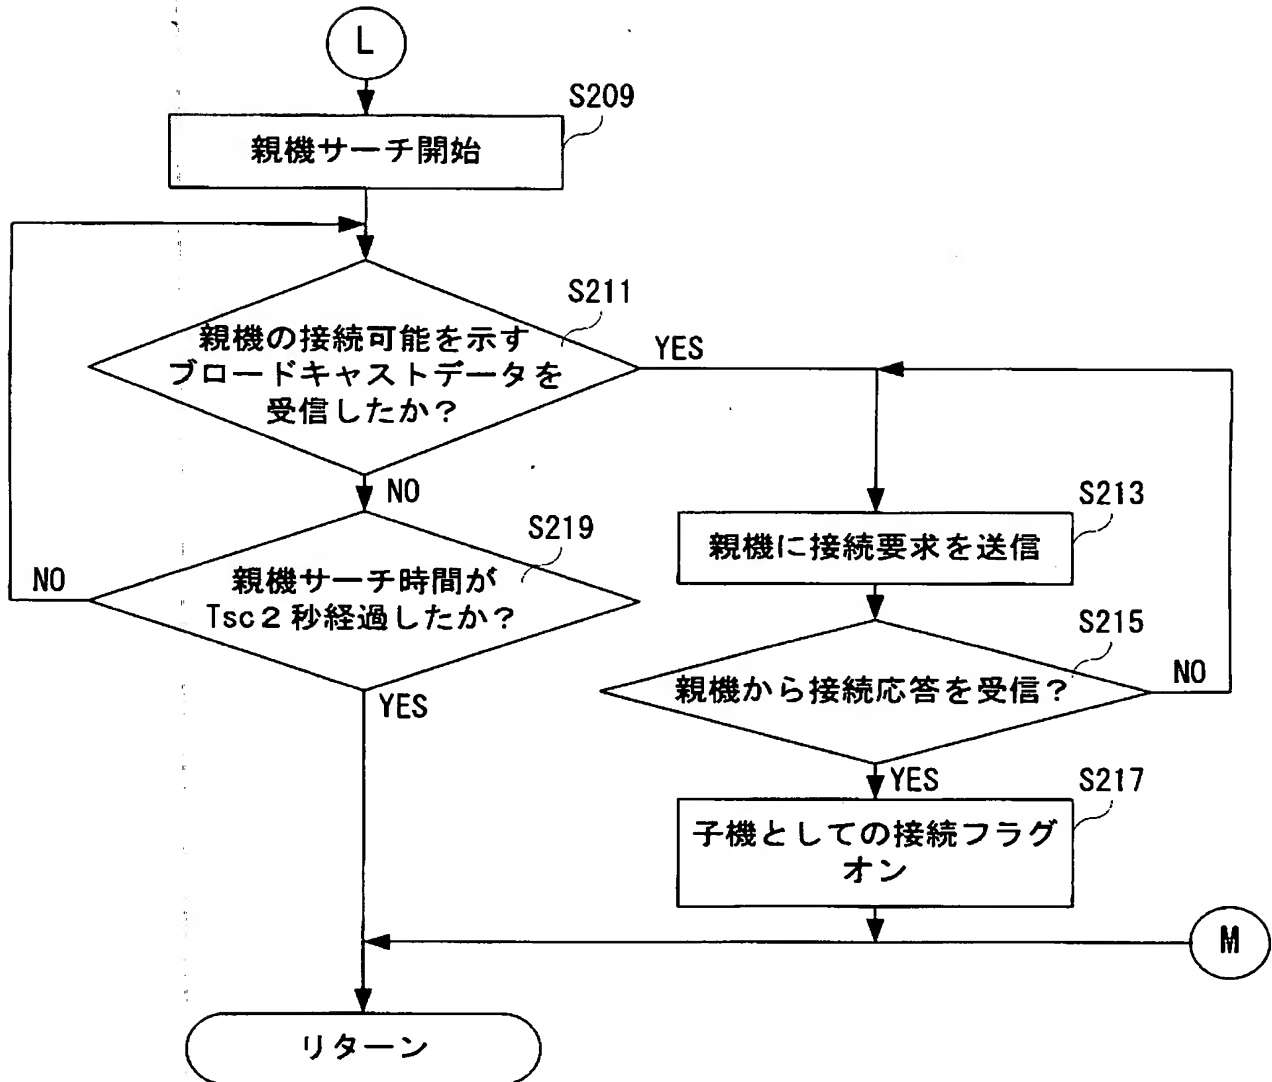 L
S209
親機サーチ開始
S211
親機の接続可能を示す
ブロードキャストデータを
受信したか？
YES
NO
S219
親機サーチ時間が
Tsc２秒経過したか？
NO
YES
S213
親機に接続要求を送信
S215
親機から接続応答を受信？
NO
YES
S217
子機としての接続フラグ
オン
M
リターン